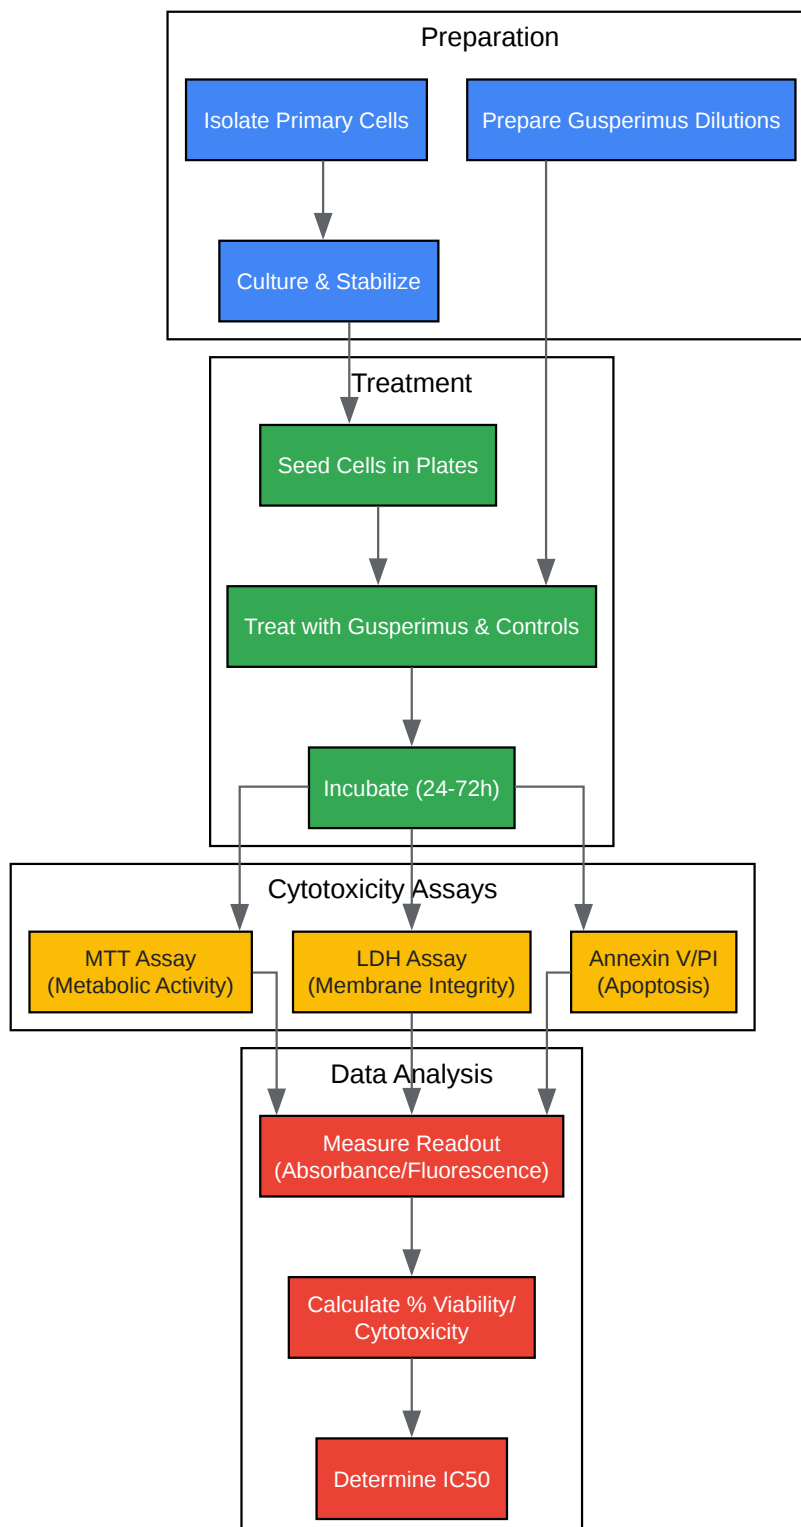 Preparation
Isolate Primary Cells
Prepare Gusperimus Dilutions
Culture & Stabilize
Treatment
Seed Cells in Plates
Treat with Gusperimus & Controls
Incubate (24-72h)
Cytotoxicity Assays
MTT Assay
(Metabolic Activity)
LDH Assay
(Membrane Integrity)
Annexin V/PI
(Apoptosis)
Data Analysis
Measure Readout
(Absorbance/Fluorescence)
Calculate % Viability/
Cytotoxicity
Determine IC50